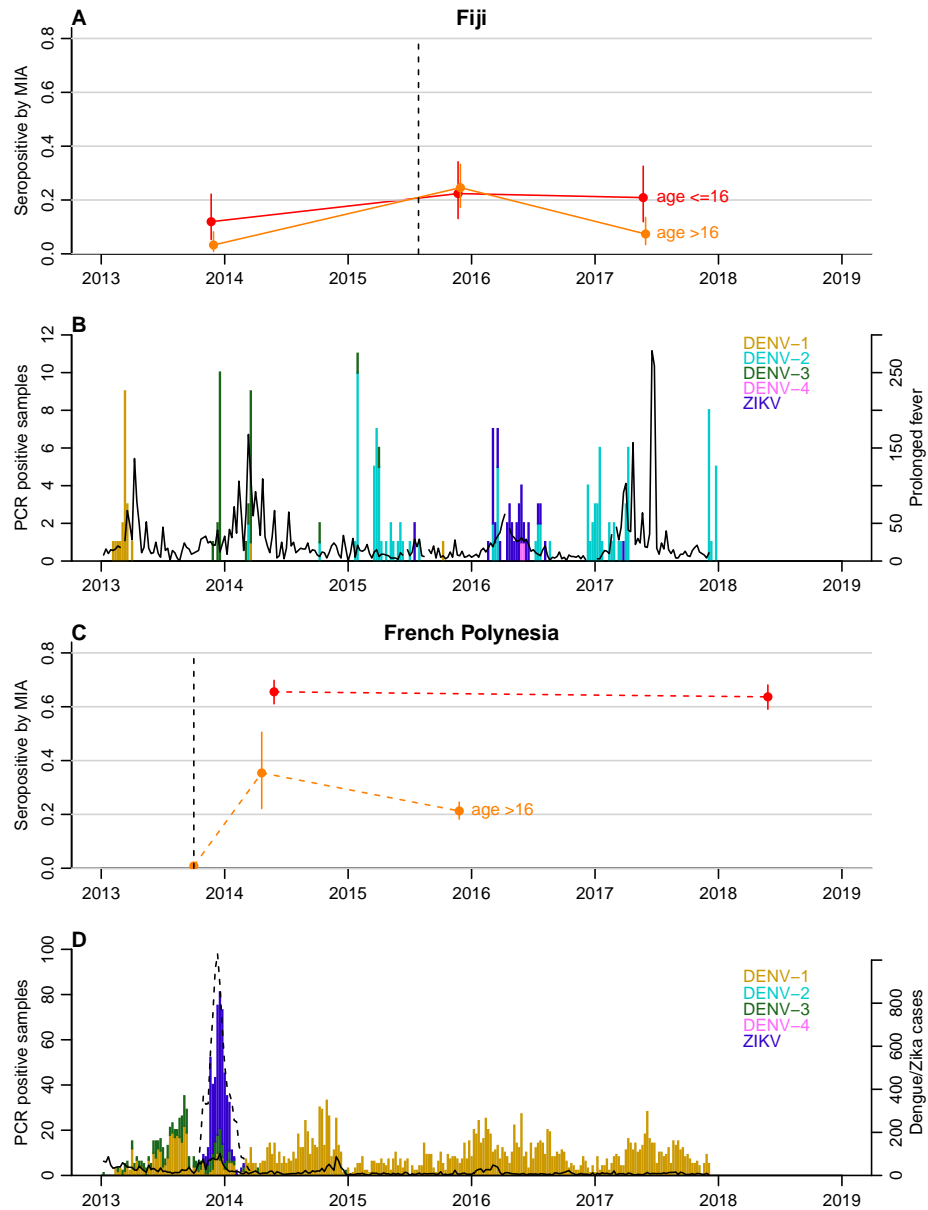 A
Fiji
Seropositive by MIA
0.0 0.2 0.4 0.6 0.8
age <=16
age >16
2013 2014 2015 2016 2017 2018 2019
B
PCR positive samples
0 2 4 6 8 10 12
DENV−1
DENV−2
DENV−3
DENV−4
ZIKV
0 50 150 250
Prolonged fever
2013 2014 2015 2016 2017 2018 2019
C
French Polynesia
Seropositive by MIA
0.0 0.2 0.4 0.6 0.8
age >16
2013 2014 2015 2016 2017 2018 2019
D
PCR positive samples
0 20 40 60 80 100
DENV−1
DENV−2
DENV−3
DENV−4
ZIKV
0 200 400 600 800
Dengue/Zika cases
2013 2014 2015 2016 2017 2018 2019